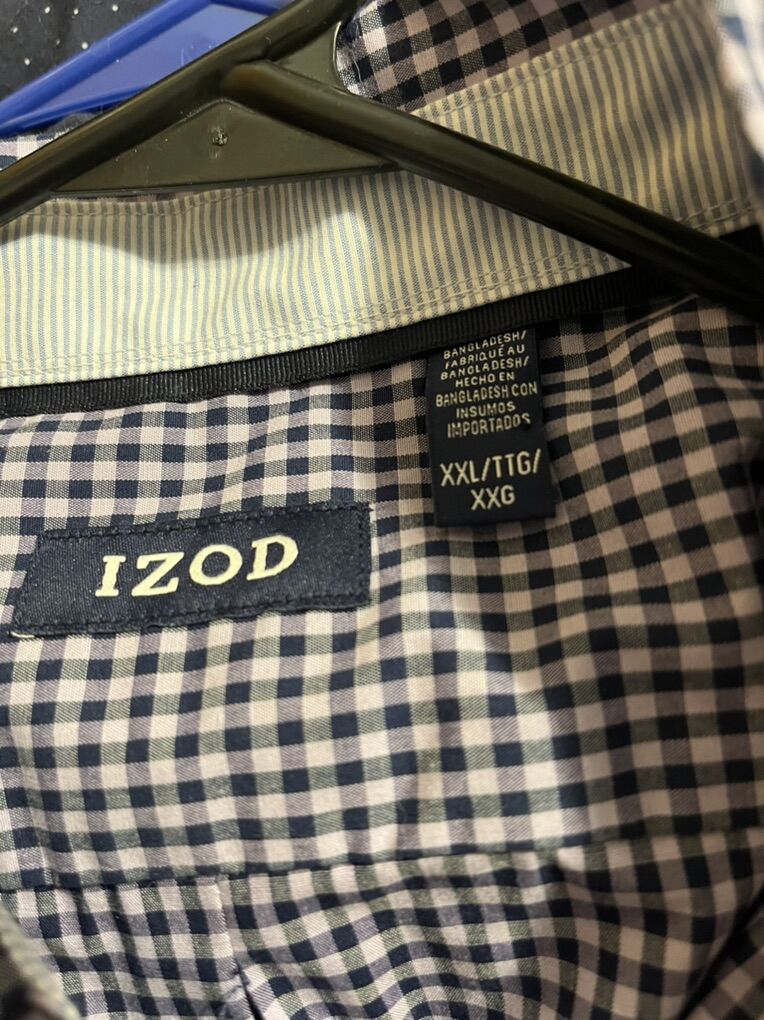 BANGLADESH/
FABRIQUÉ AU
BANGLADESH/
HECHO EN
BANGLADESH CON
INSUMOS
IMPORTADOS
XXL/TTG/
XXG
IZOD